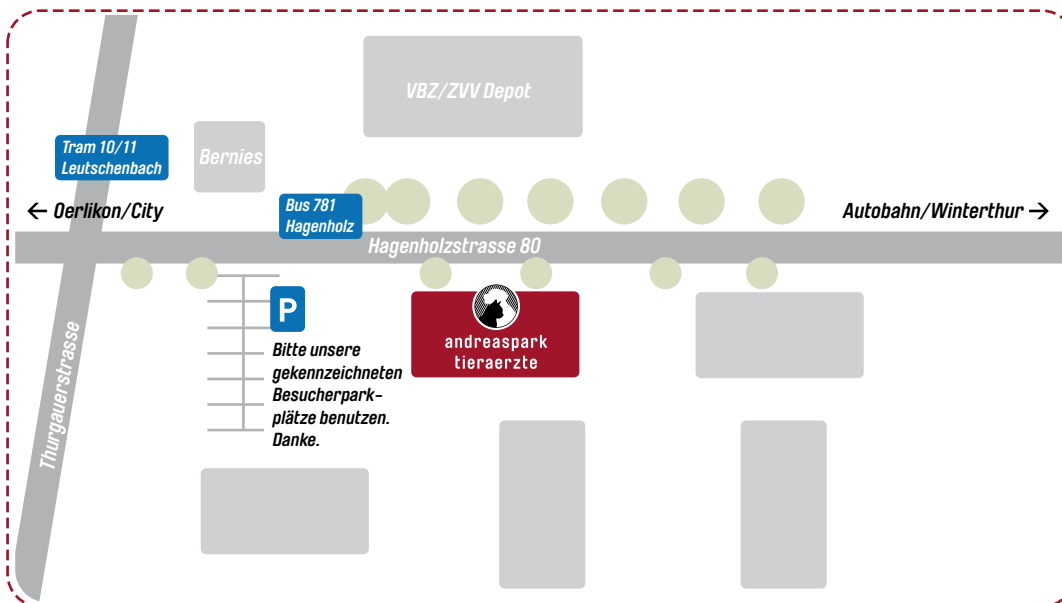 VBZ/ZVV Depot
Tram 10/11
Leutschenbach
Bernies
← Oerlikon/City
Bus 781
Hagenholz
Autobahn/Winterthur →
Hagenholzstrasse 80
Thurgauerstrasse
P
Bitte unsere
gekennzeichneten
Besucherpark-
plätze benutzen.
Danke.
andreaspark
tieraerzte